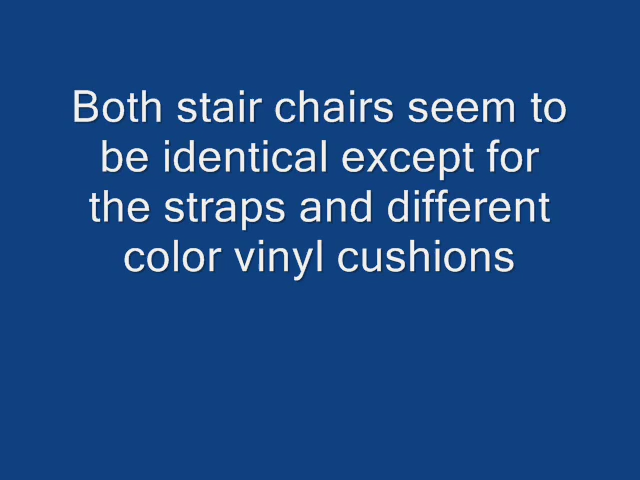 Both stair chairs seem to
be identical except for
the straps and different
color vinyl cushions